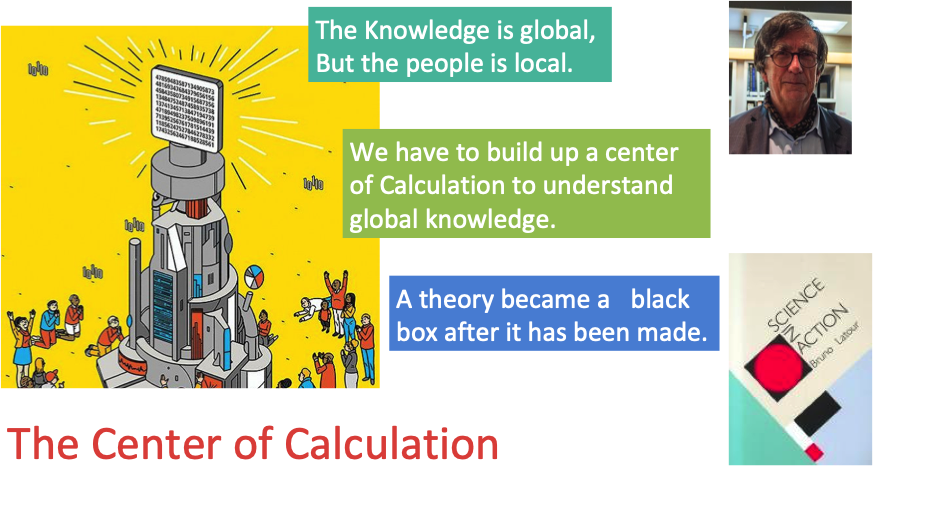 The Knowledge is global,
But the people is local.
We have to build up a center
of Calculation to understand
global knowledge.
A theory became a black
box after it has been made.
SCIENCE
IN
ACTION
Bruno Latour
The Center of Calculation